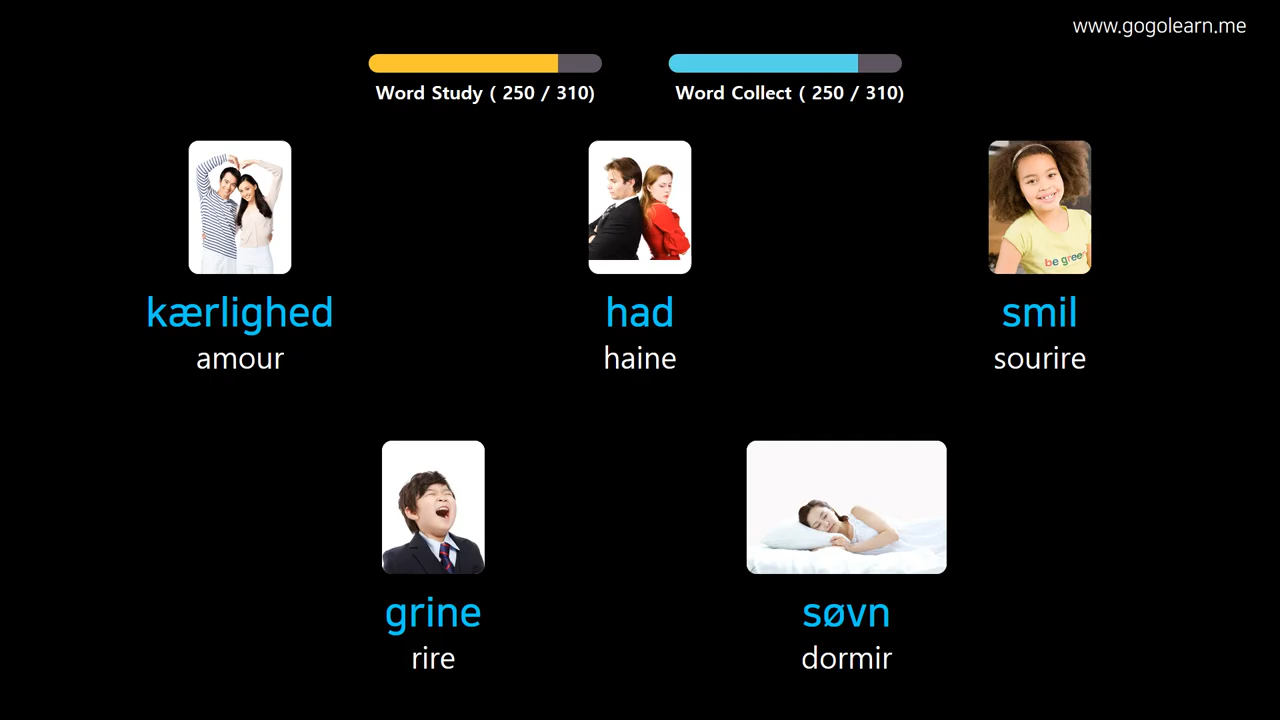 www.gogolearn.me
Word Study ( 250 / 310)
Word Collect ( 250 / 310)
kærlighed
amour
had
haine
smil
sourire
be green
grine
rire
søvn
dormir